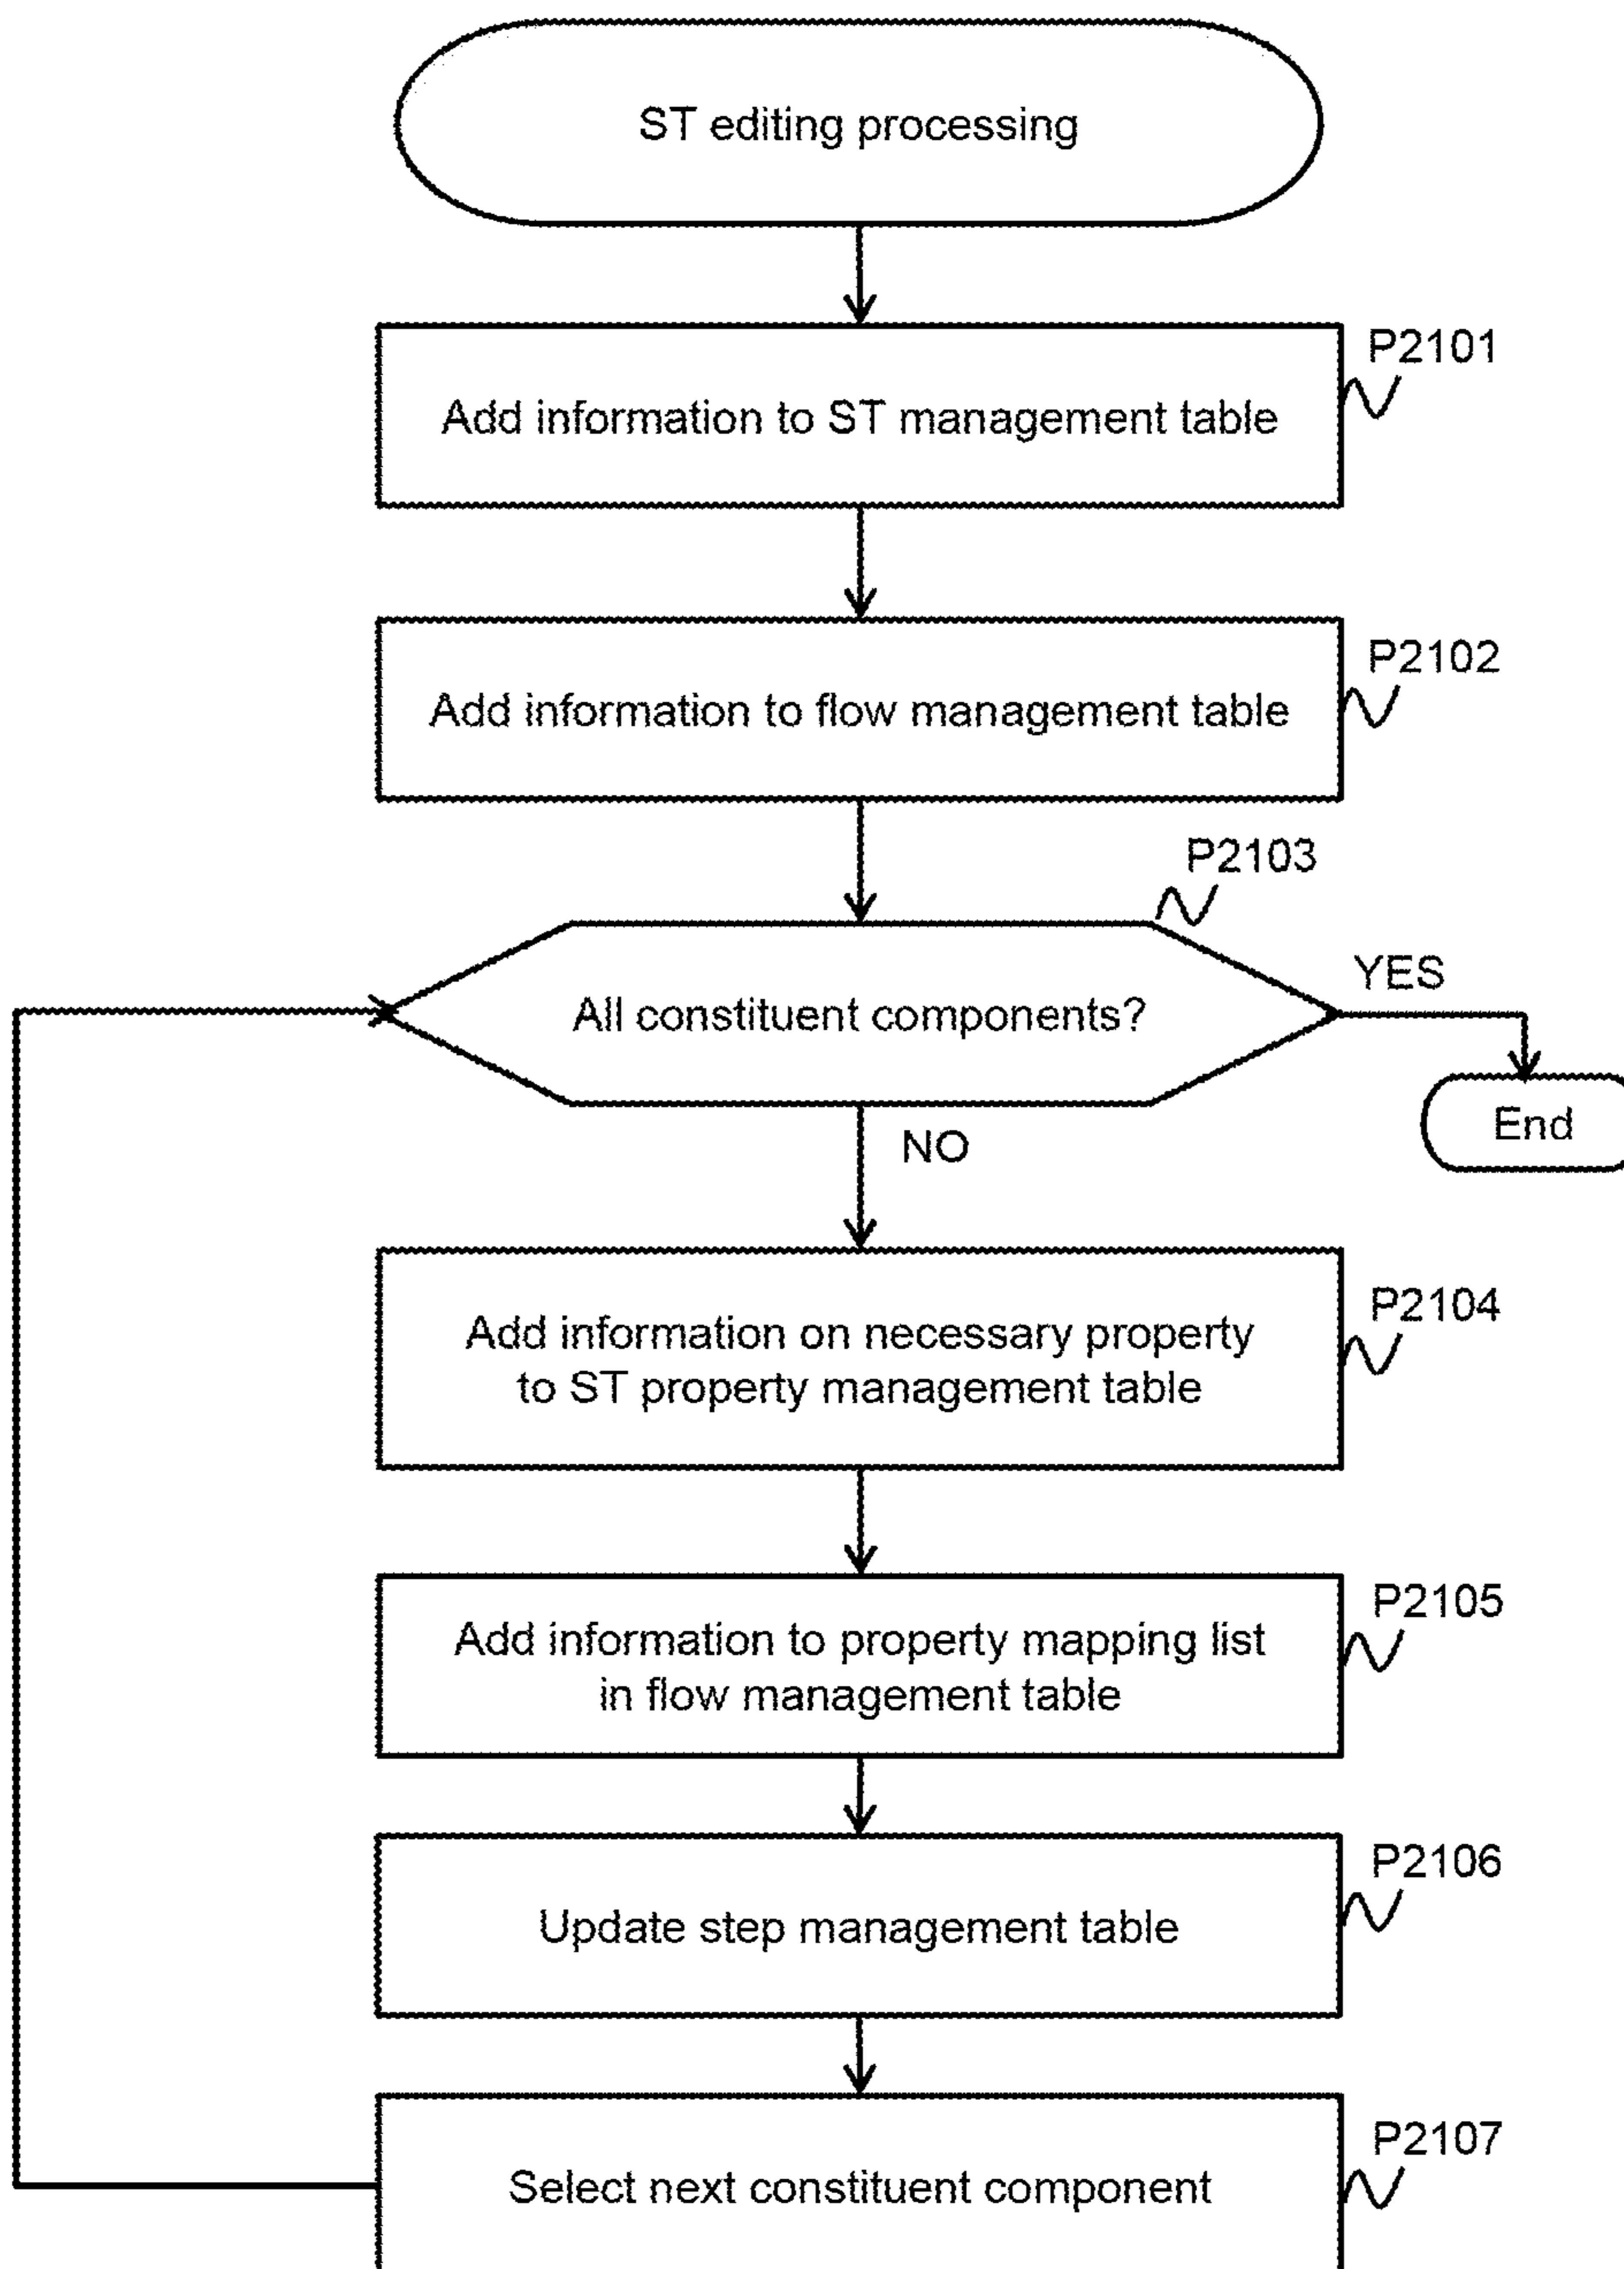 ST editing processing
P2101
Add information to ST management table
P2102
Add information to flow management table
P2103
YES
All constituent components?
End
NO
P2104
Add information on necessary property
to ST property management table
P2105
Add information to property mapping list
in flow management table
P2106
Update step management table
P2107
Select next constituent component